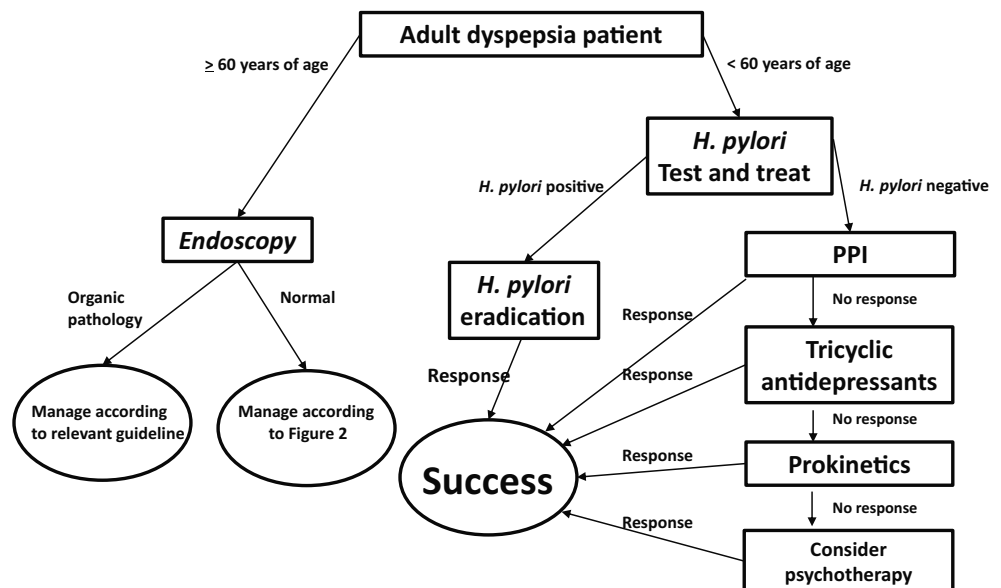 Adult dyspepsia patient
≥ 60 years of age
< 60 years of age
H. pylori
Test and treat
H. pylori positive
H. pylori negative
Endoscopy
PPI
H. pylori
eradication
Organic
pathology
Normal
Response
No response
Tricyclic
antidepressants
Response
Response
Manage according
to relevant guideline
Manage according
to Figure 2
No response
Success
Response
Prokinetics
No response
Response
Consider
psychotherapy